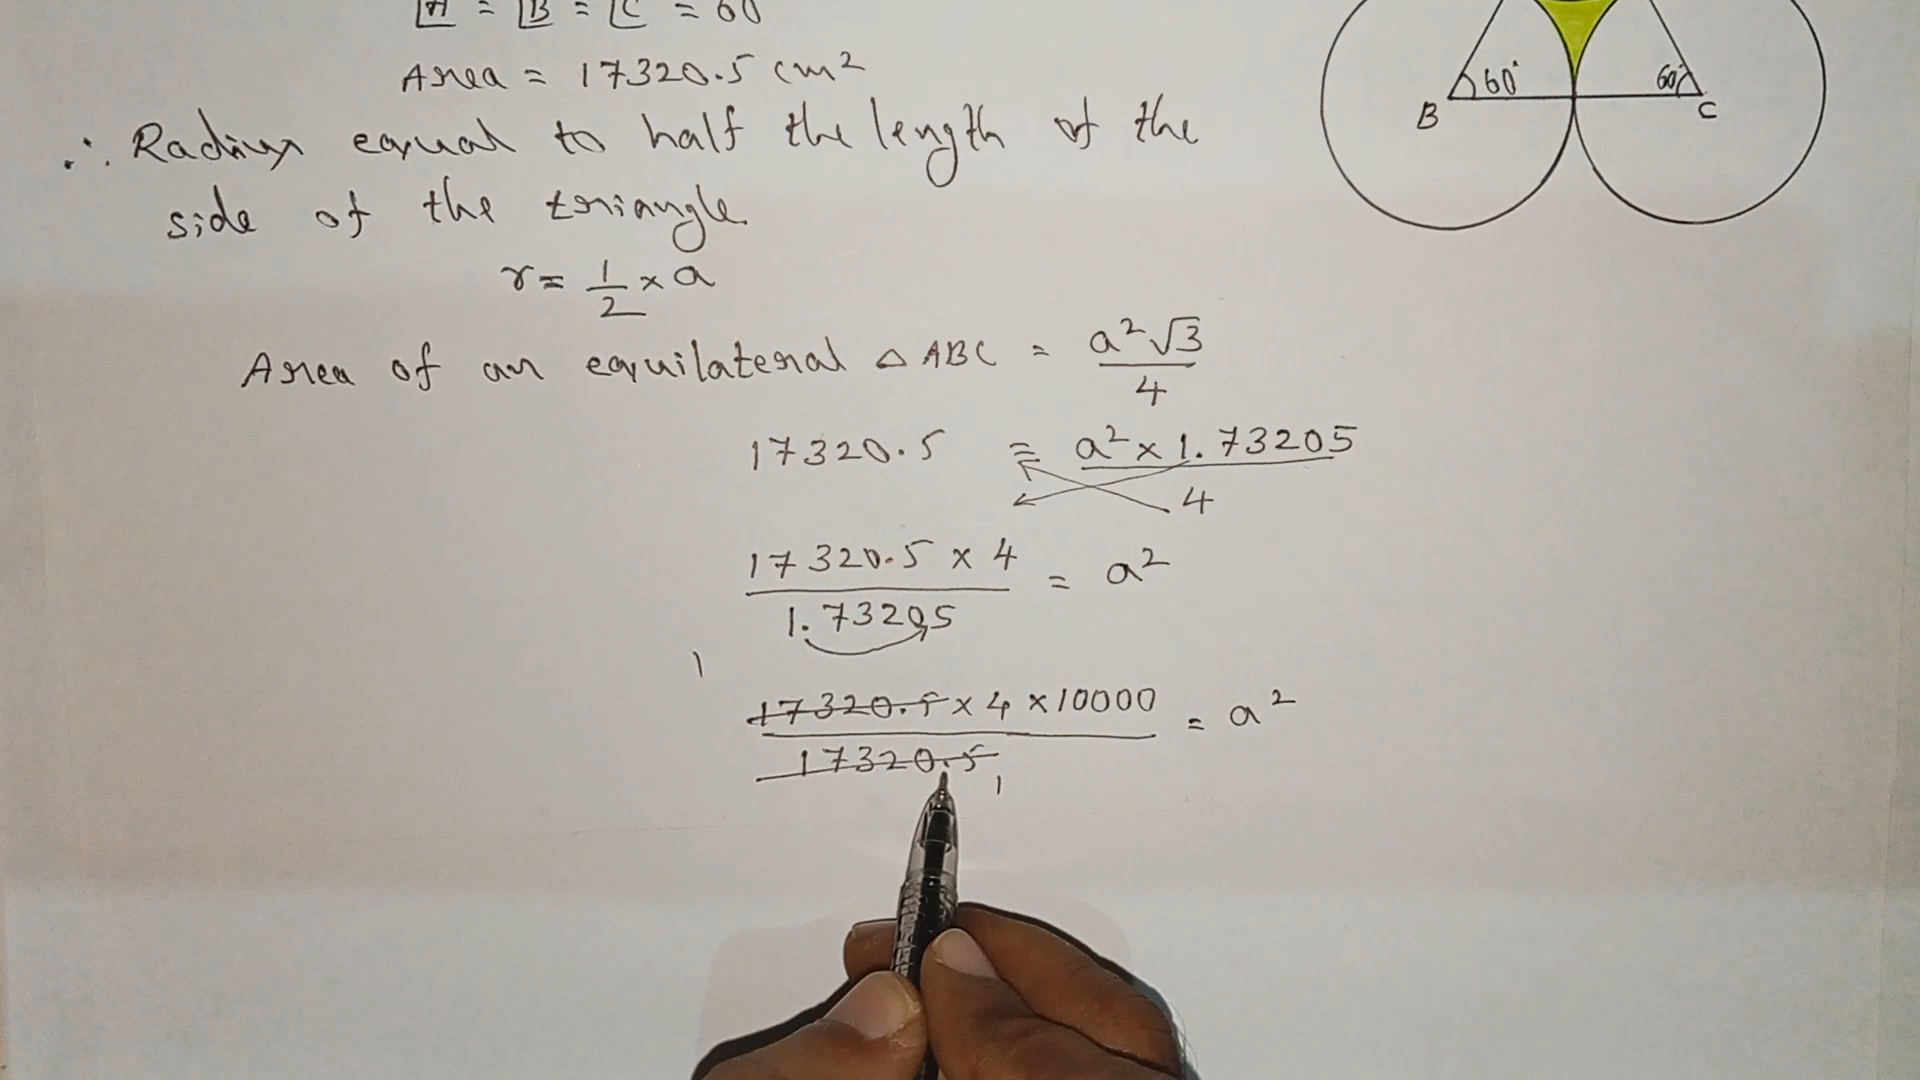 ∠A = ∠B = ∠C = 60
Area = 17320.5 cm²
∴ Radius equal to half the length of the
side of the triangle.
r = 1/2 × a
Area of an equilateral △ ABC = a²√3/4
17320.5 = a² × 1.73205/4
17320.5 × 4/1.73205 = a²
1
17320.5 × 4 × 10000/17320.5 = a²
1
60°
60°
B
C